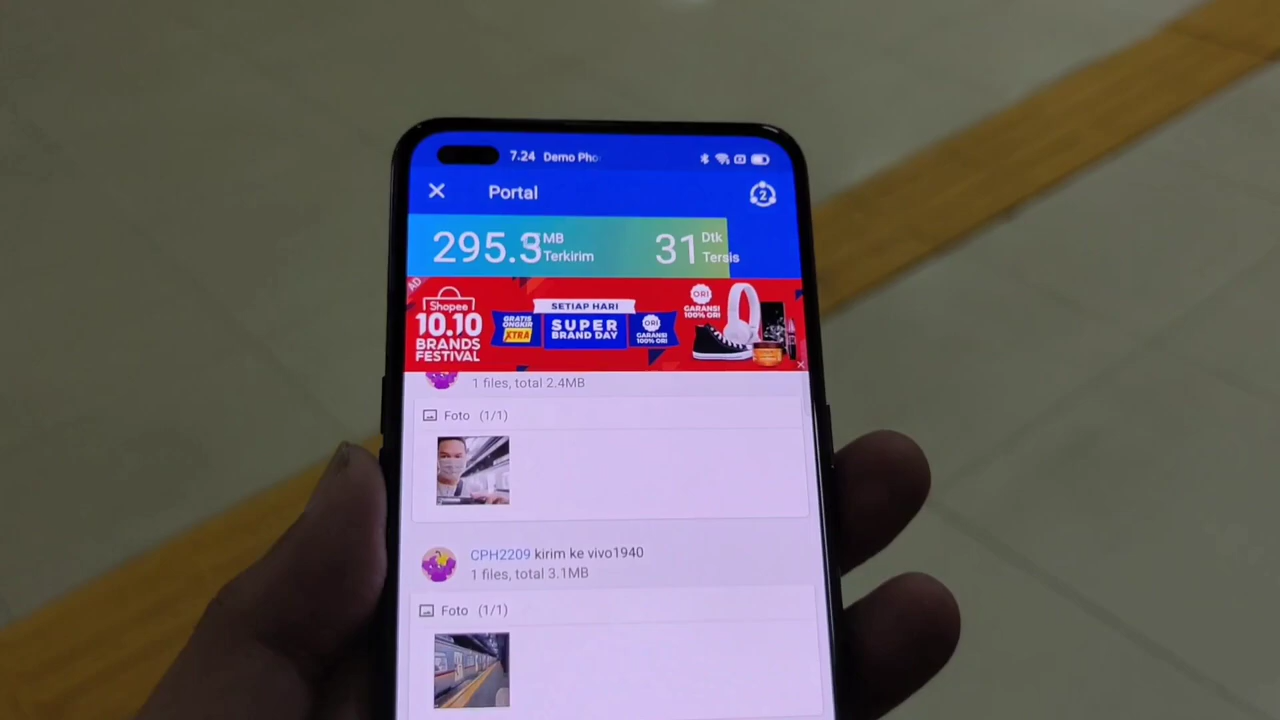 7.24 Demo Pho
Portal
2
295.3 MB Terkirim
31 Dtk Tersis
AD
Shopee
10.10
BRANDS
FESTIVAL
SETIAP HARI
GRATIS
ONGKIR
XTRA
SUPER
BRAND DAY
ORI
GARANSI
100% ORI
ORI
GARANSI
100% ORI
1 files, total 2.4MB
Foto (1/1)
CPH2209 kirim ke vivo1940
1 files, total 3.1MB
Foto (1/1)